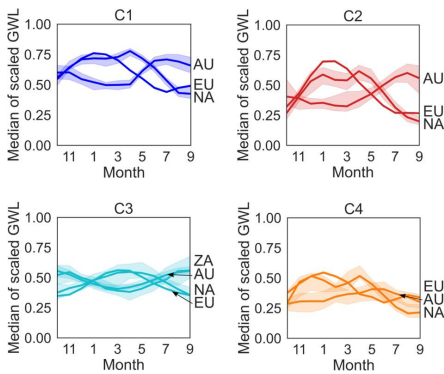 C1
Median of scaled GWL
1.00
0.75
0.50
0.25
0.00
11 1 3 5 7 9
Month
AU
EU
NA
C2
Median of scaled GWL
1.00
0.75
0.50
0.25
0.00
11 1 3 5 7 9
Month
AU
EU
NA
C3
Median of scaled GWL
1.00
0.75
0.50
0.25
0.00
11 1 3 5 7 9
Month
ZA
AU
NA
EU
C4
Median of scaled GWL
1.00
0.75
0.50
0.25
0.00
11 1 3 5 7 9
Month
EU
AU
NA